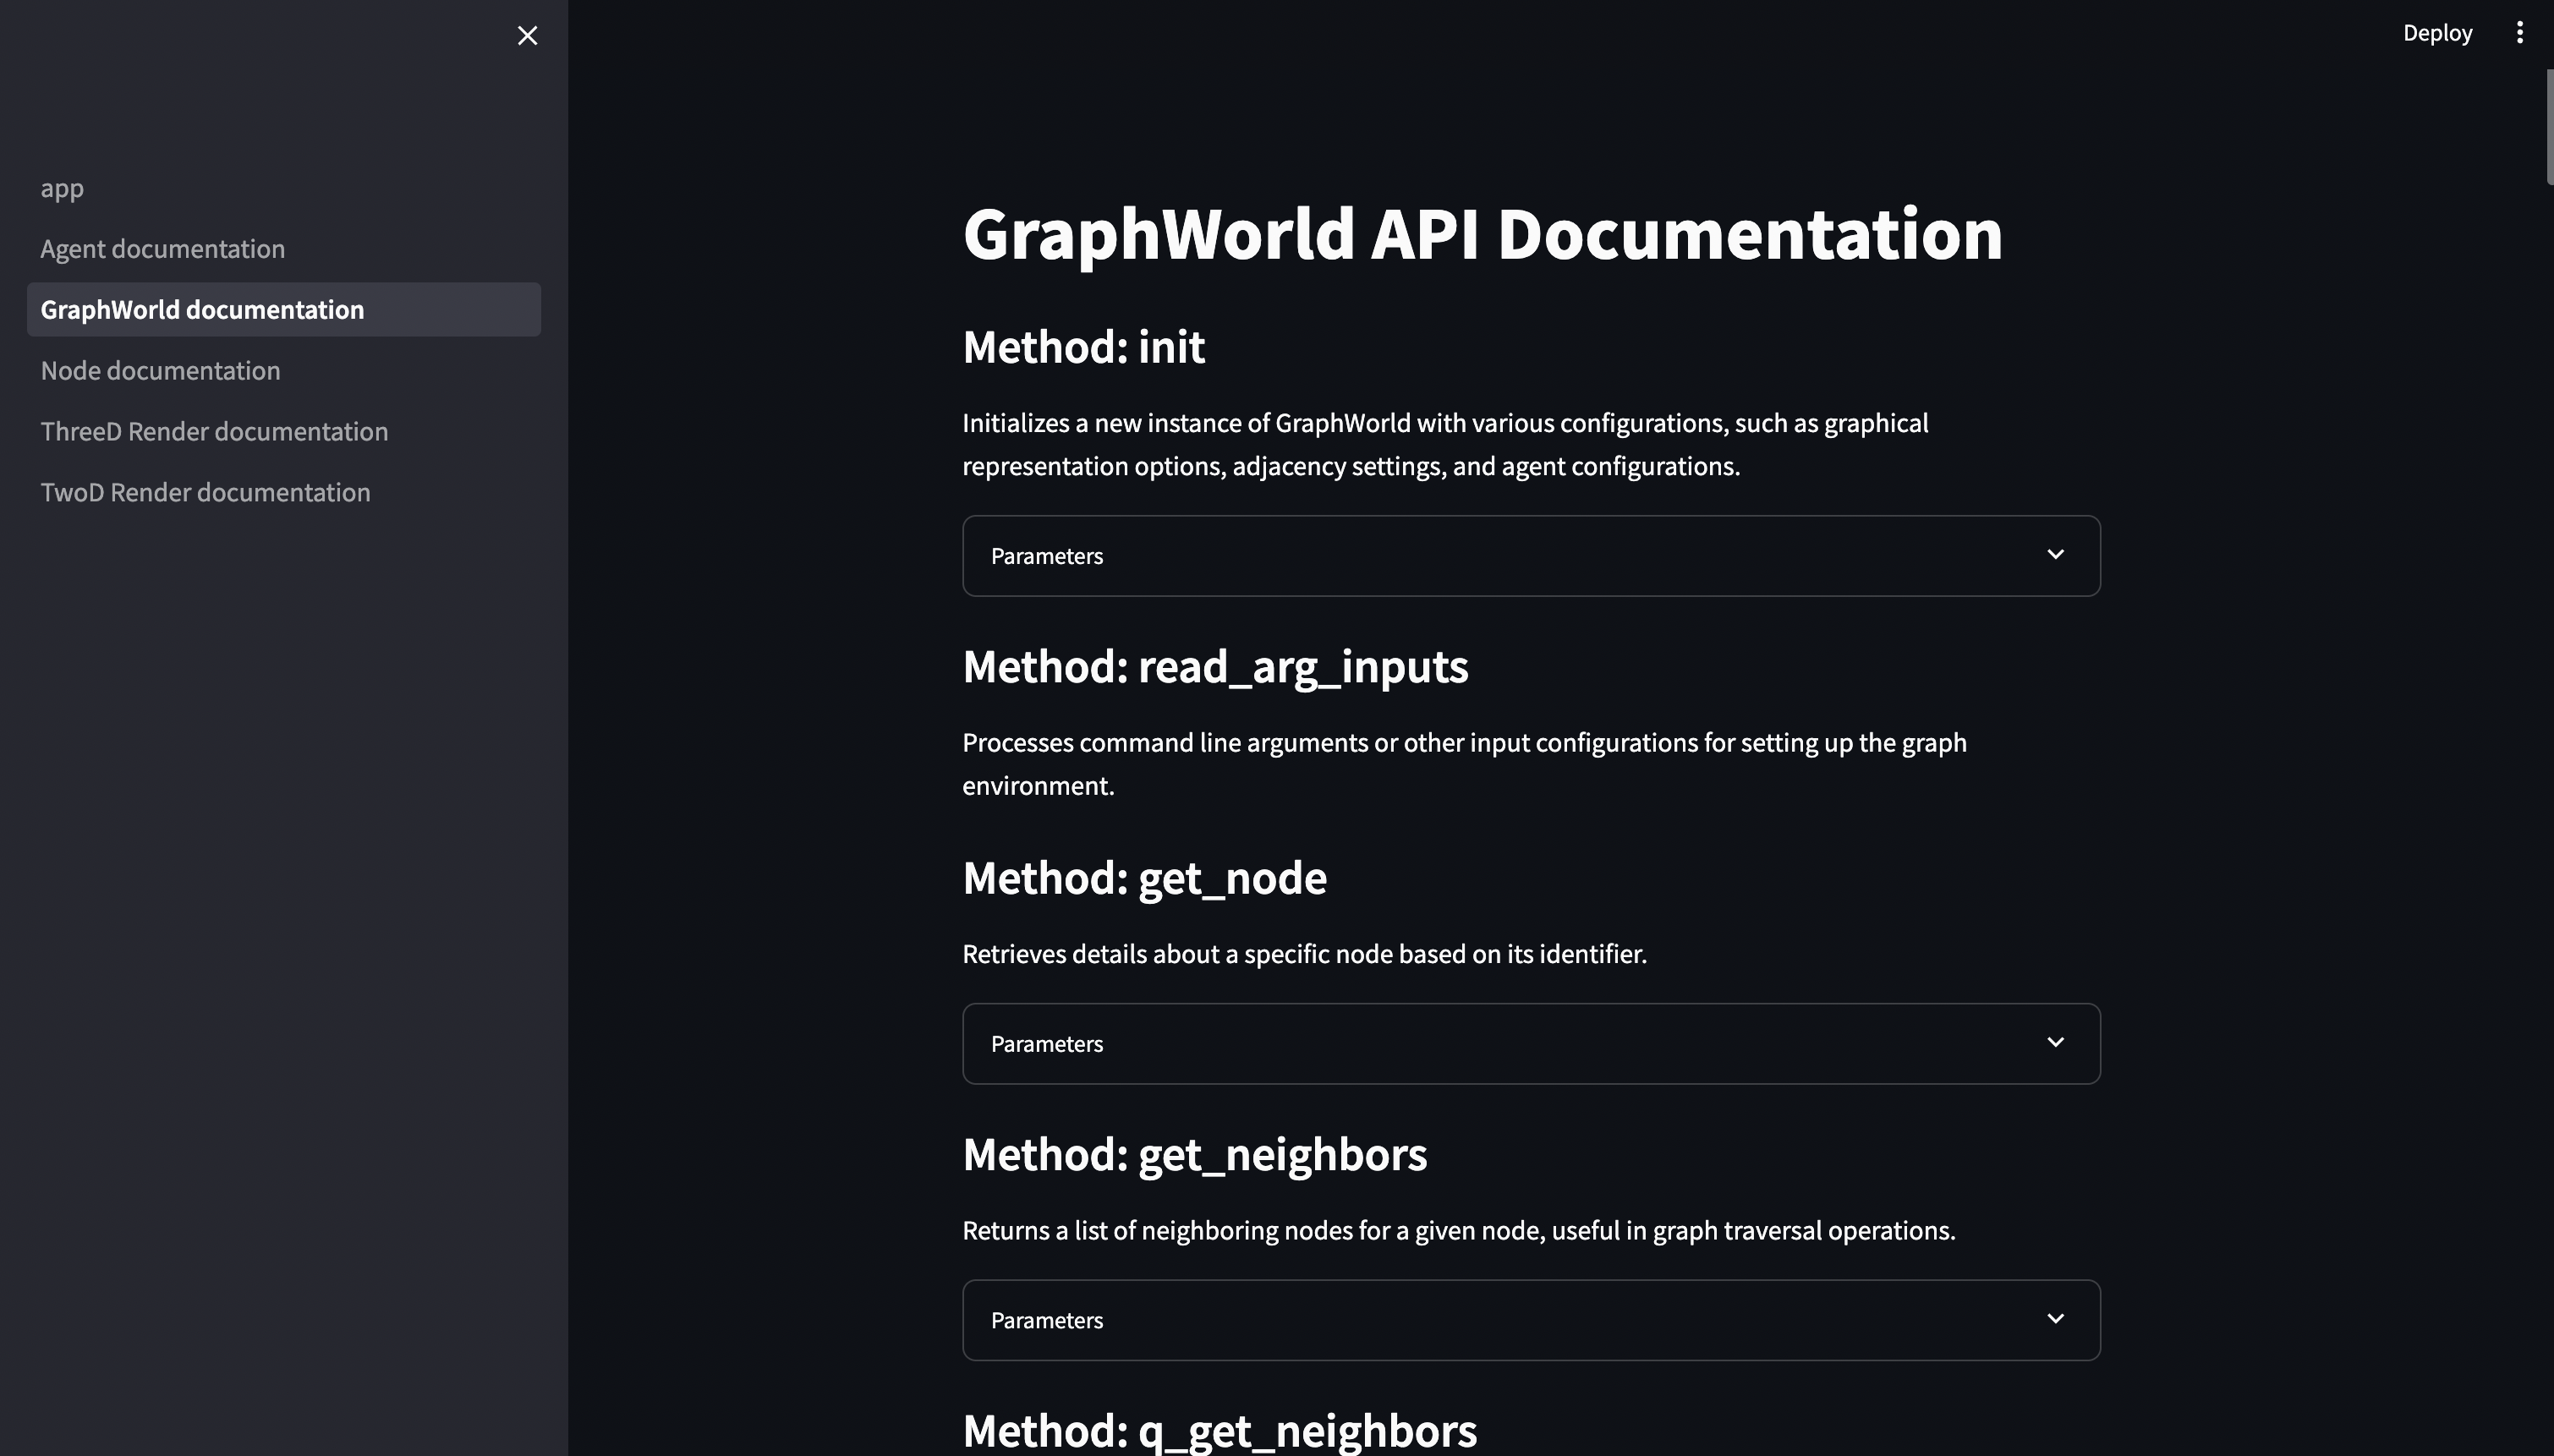 Deploy
app
Agent documentation
GraphWorld documentation
Node documentation
ThreeD Render documentation
TwoD Render documentation
GraphWorld API Documentation
Method: init
Initializes a new instance of GraphWorld with various configurations, such as graphical
representation options, adjacency settings, and agent configurations.
Parameters
Method: read_arg_inputs
Processes command line arguments or other input configurations for setting up the graph
environment.
Method: get_node
Retrieves details about a specific node based on its identifier.
Parameters
Method: get_neighbors
Returns a list of neighboring nodes for a given node, useful in graph traversal operations.
Parameters
Method: q_get_neighbors